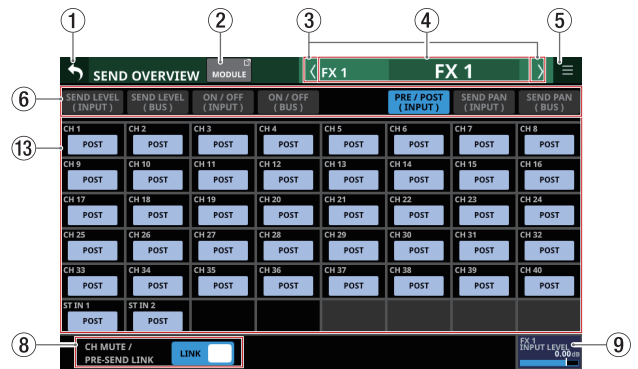 ① ② ③ ④ ⑤
SEND OVERVIEW MODULE FX 1 FX 1
⑥
SEND LEVEL (INPUT) SEND LEVEL (BUS) ON / OFF (INPUT) ON / OFF (BUS) PRE / POST (INPUT) SEND PAN (INPUT) SEND PAN (BUS)
⑬
CH 1 CH 2 CH 3 CH 4 CH 5 CH 6 CH 7 CH 8
POST POST POST POST POST POST POST POST
CH 9 CH 10 CH 11 CH 12 CH 13 CH 14 CH 15 CH 16
POST POST POST POST POST POST POST POST
CH 17 CH 18 CH 19 CH 20 CH 21 CH 22 CH 23 CH 24
POST POST POST POST POST POST POST POST
CH 25 CH 26 CH 27 CH 28 CH 29 CH 30 CH 31 CH 32
POST POST POST POST POST POST POST POST
CH 33 CH 34 CH 35 CH 36 CH 37 CH 38 CH 39 CH 40
POST POST POST POST POST POST POST POST
ST IN 1 ST IN 2
POST POST
⑧
CH MUTE /
PRE-SEND LINK LINK
FX 1
INPUT LEVEL
0.00 dB
⑨